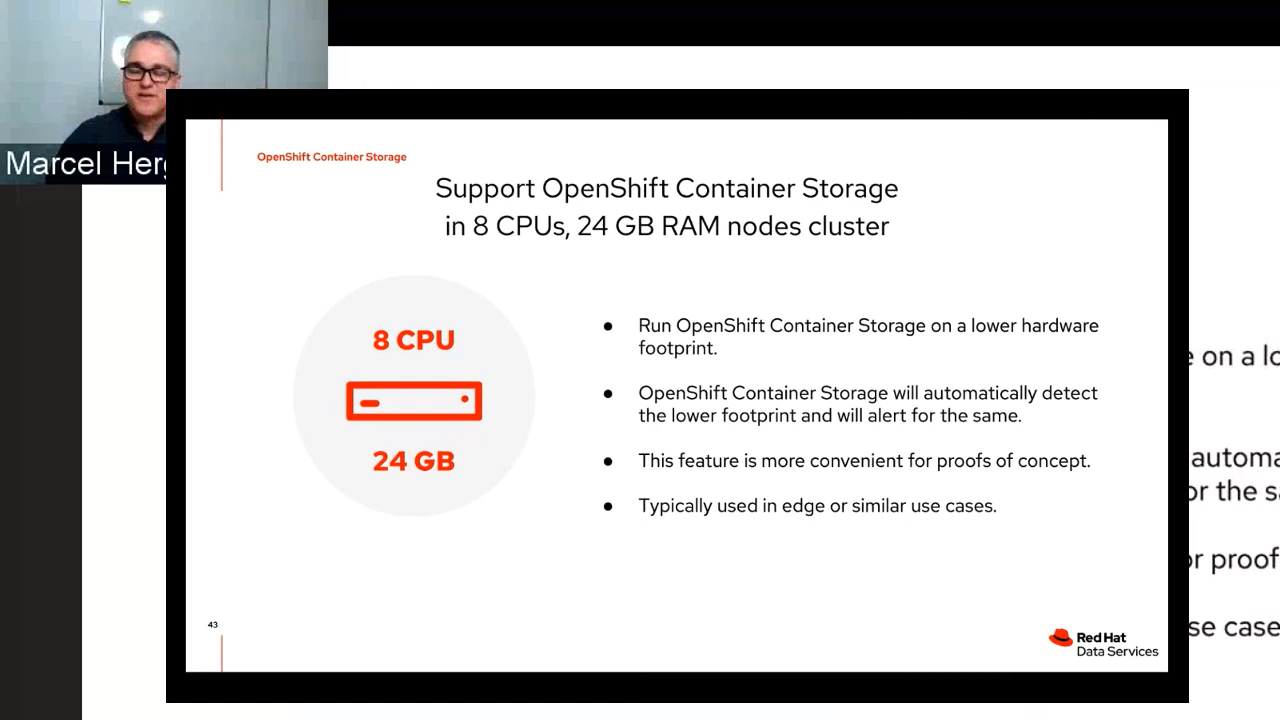 Marcel Her
OpenShift Container Storage
Support OpenShift Container Storage
in 8 CPUs, 24 GB RAM nodes cluster
8 CPU
24 GB
● Run OpenShift Container Storage on a lower hardware
footprint.
● OpenShift Container Storage will automatically detect
the lower footprint and will alert for the same.
● This feature is more convenient for proofs of concept.
● Typically used in edge or similar use cases.
43
Red Hat
Data Services
on a lo
automa
or the sa
or proof
se case